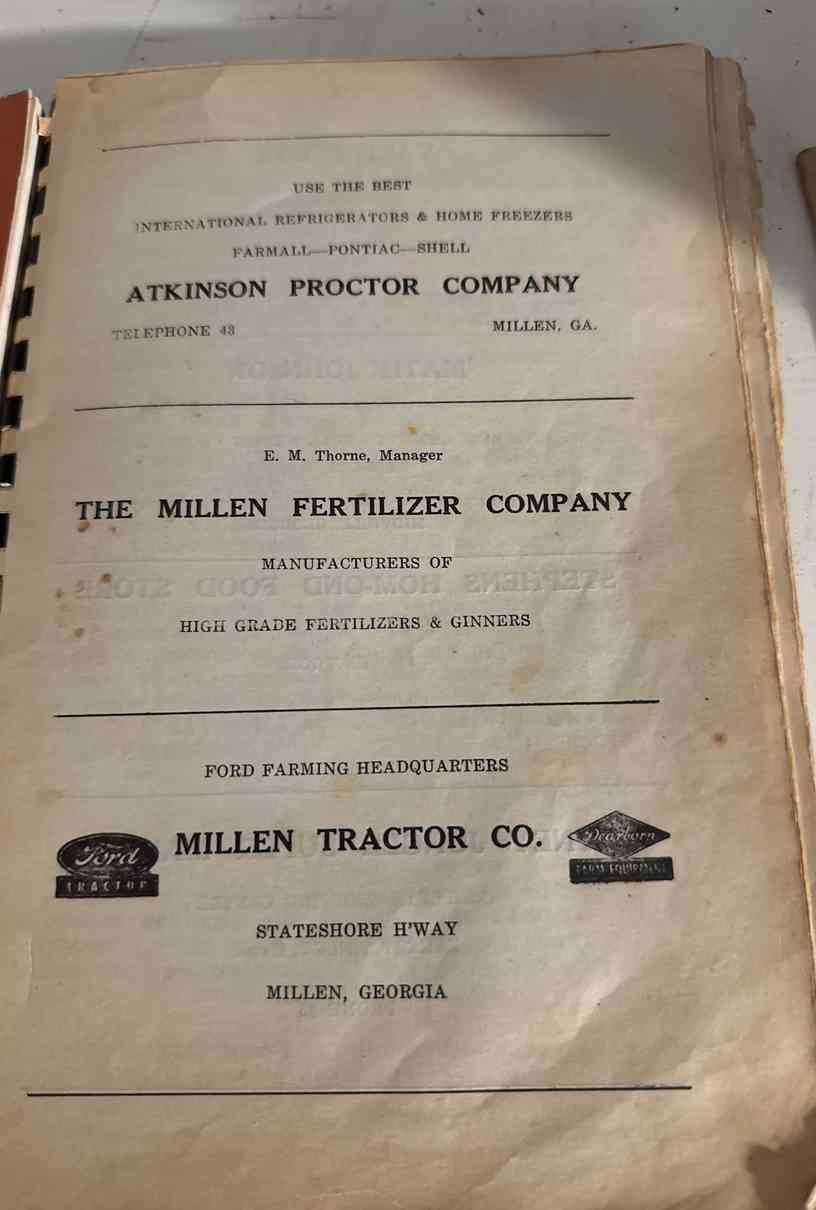 USE THE BEST
INTERNATIONAL REFRIGERATORS & HOME FREEZERS
FARMALL—PONTIAC—SHELL
ATKINSON PROCTOR COMPANY
TELEPHONE 43 MILLEN, GA.
E. M. Thorne, Manager
THE MILLEN FERTILIZER COMPANY
MANUFACTURERS OF
HIGH GRADE FERTILIZERS & GINNERS
FORD FARMING HEADQUARTERS
Ford
TRACTOR
MILLEN TRACTOR CO.
Dearborn
FARM EQUIPMENT
STATESHORE H'WAY
MILLEN, GEORGIA